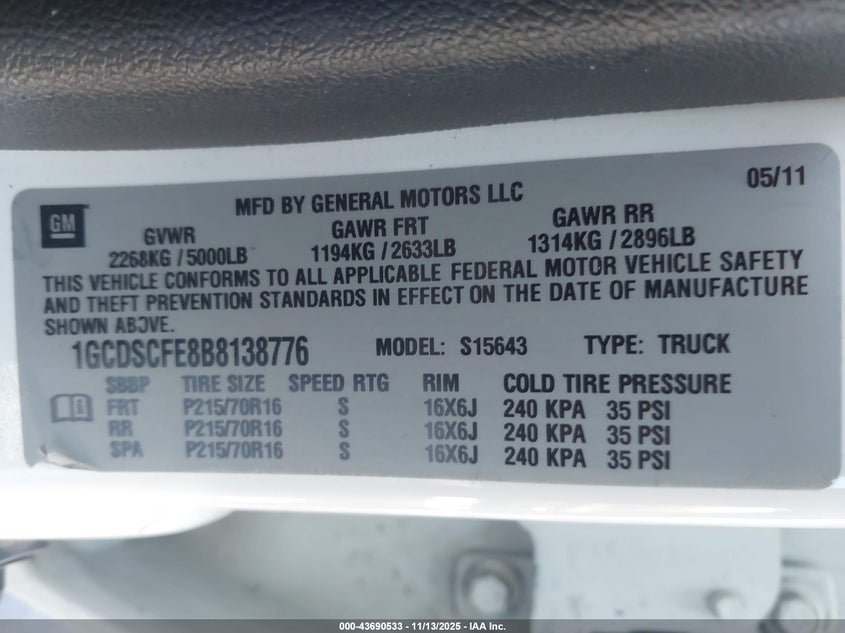 05/11
GM
MFD BY GENERAL MOTORS LLC
GVWR GAWR FRT GAWR RR
2268KG / 5000LB 1194KG / 2633LB 1314KG / 2896LB
THIS VEHICLE CONFORMS TO ALL APPLICABLE FEDERAL MOTOR VEHICLE SAFETY
AND THEFT PREVENTION STANDARDS IN EFFECT ON THE DATE OF MANUFACTURE
SHOWN ABOVE.
1GCDSCFE8B8138776 MODEL: S15643 TYPE: TRUCK
SBBP TIRE SIZE SPEED RTG RIM COLD TIRE PRESSURE
FRT P215/70R16 S 16X6J 240 KPA 35 PSI
RR P215/70R16 S 16X6J 240 KPA 35 PSI
SPA P215/70R16 S 16X6J 240 KPA 35 PSI
000-43690533 - 11/13/2025 - IAA Inc.